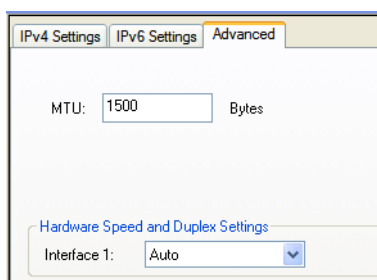 IPv4 Settings IPv6 Settings Advanced
MTU: 1500 Bytes
Hardware Speed and Duplex Settings
Interface 1: Auto